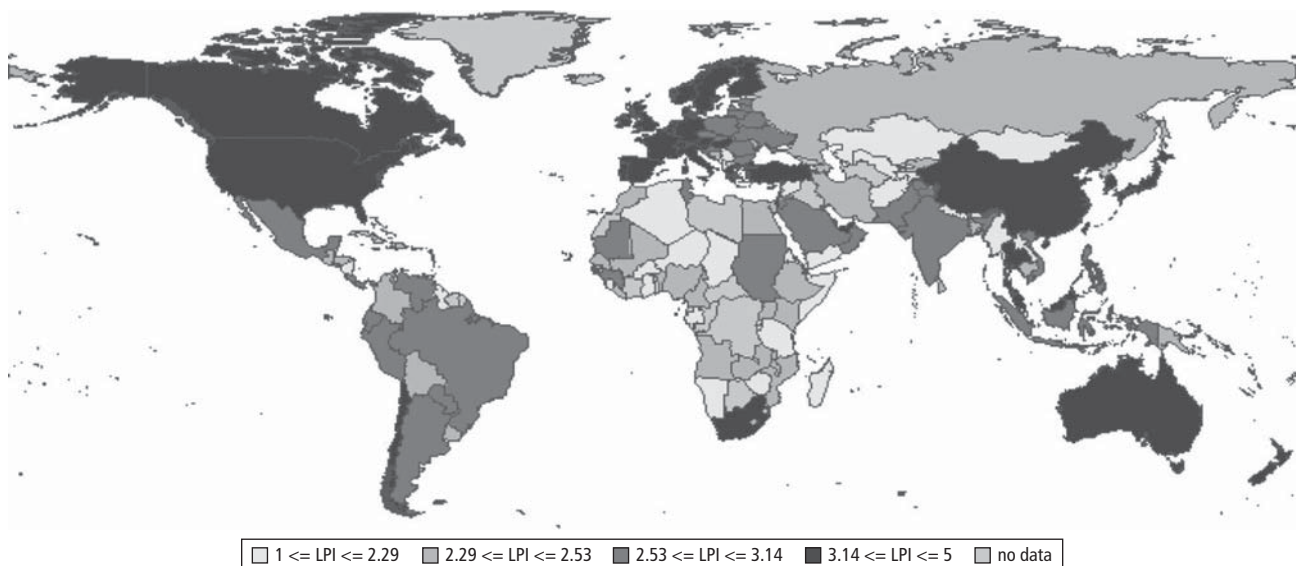 1 <= LPI <= 2.29 2.29 <= LPI <= 2.53 2.53 <= LPI <= 3.14 3.14 <= LPI <= 5 no data